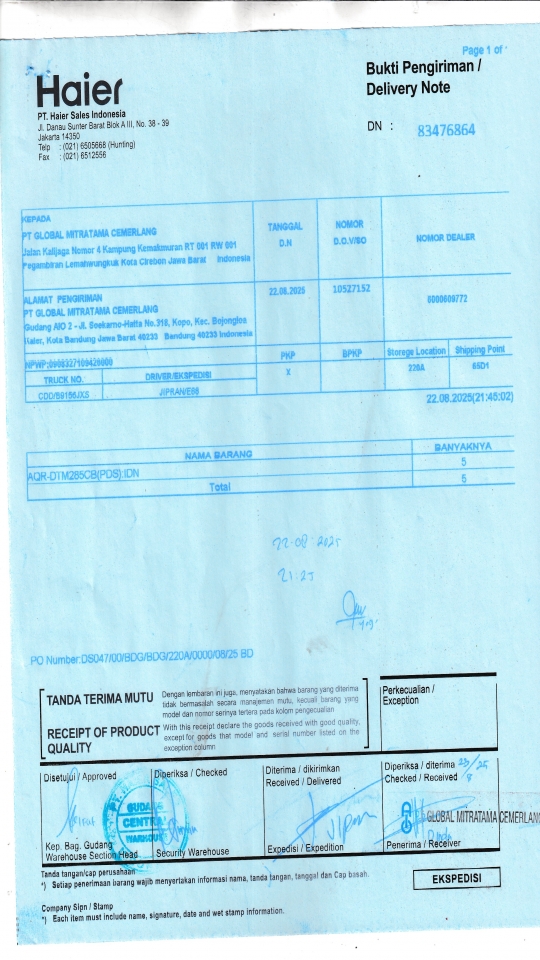 Page 1 of
Haier
PT. Haier Sales Indonesia
Jl. Danau Sunter Barat Blok A III, No. 38 - 39
Jakarta 14350
Telp : (021) 6505668 (Hunting)
Fax : (021) 6512556
Bukti Pengiriman /
Delivery Note
DN : 83476864
KEPADA
PT GLOBAL MITRATAMA CEMERLANG
Jalan Kalijaga Nomor 4 Kampung Kemakmuran RT 001 RW 001
Pegambiran Lemahwungkuk Kota Cirebon Jawa Barat Indonesia
TANGGAL
D.N
NOMOR
D.O./SO
NOMOR DEALER
22.08.2025
10527152
ALAMAT PENGIRIMAN
PT GLOBAL MITRATAMA CEMERLANG
Gudang AIO 2 - Jl. Soekarno-Hatta No.318, Kopo, Kec. Bojongloa
Kaler, Kota Bandung Jawa Barat 40233 Bandung 40233 Indonesia
NPWP:
PKP
BPKP
Storege Location
Shipping Point
TRUCK NO.
DRIVER/EKSPEDISI
X
220A
65D1
JIPRAN/E66
22.08.2025(21:45:02)
NAMA BARANG
BANYAKNYA
AQR-DTM285CB(PDS):IDN
5
Total
5
22.08.2025
21:25
Yogi
PO Number:DS047/00/BDG/BDG/220A/0000/08/25 BD
TANDA TERIMA MUTU
Dengan lembaran ini juga, menyatakan bahwa barang yang diterima
tidak bermasalah secara manajemen mutu, kecuali barang yang
model dan nomor serinya tertera pada kolom pengecualian
RECEIPT OF PRODUCT
QUALITY
With this receipt declare the goods received with good quality,
except for goods that model and serial number listed on the
exception column
Perkecualian /
Exception
Disetujui / Approved
Diperiksa / Checked
Diterima / dikirimkan
Received / Delivered
Diperiksa / diterima
Checked / Received
23/8 25
GUDANG
CENTRAL
WAREHOUSE
Jipan
GLOBAL MITRATAMA CEMERLANG
Dinda
Kep. Bag. Gudang
Warehouse Section Head
Security Warehouse
Expedisi / Expedition
Penerima / Receiver
Tanda tangan/cap perusahaan
*) Setiap penerimaan barang wajib menyertakan informasi nama, tanda tangan, tanggal dan Cap basah.
EKSPEDISI
Company Sign / Stamp
*) Each item must include name, signature, date and wet stamp information.